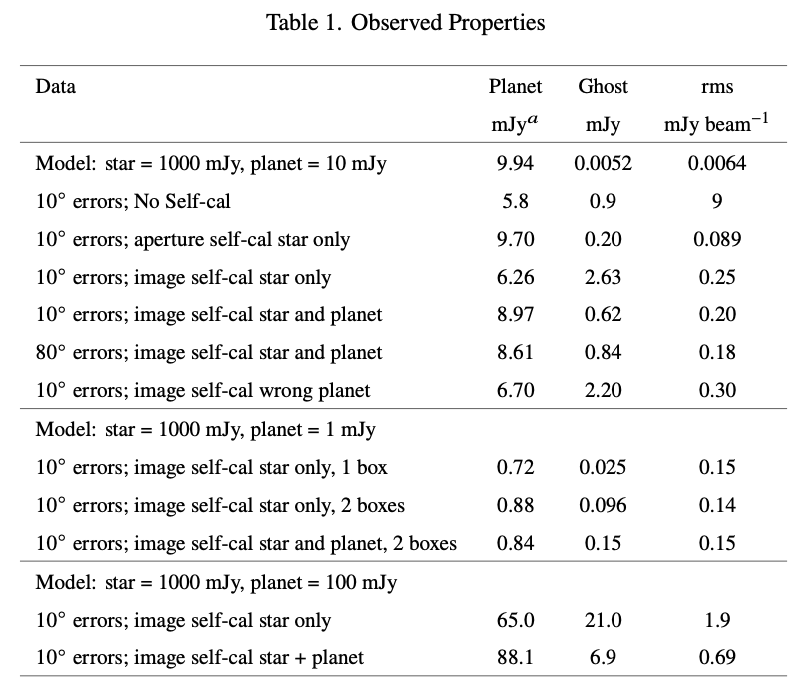 Table 1. Observed Properties
Data Planet Ghost rms
mJyᵃ mJy mJy beam⁻¹
Model: star = 1000 mJy, planet = 10 mJy 9.94 0.0052 0.0064
10° errors; No Self-cal 5.8 0.9 9
10° errors; aperture self-cal star only 9.70 0.20 0.089
10° errors; image self-cal star only 6.26 2.63 0.25
10° errors; image self-cal star and planet 8.97 0.62 0.20
80° errors; image self-cal star and planet 8.61 0.84 0.18
10° errors; image self-cal wrong planet 6.70 2.20 0.30
Model: star = 1000 mJy, planet = 1 mJy
10° errors; image self-cal star only, 1 box 0.72 0.025 0.15
10° errors; image self-cal star only, 2 boxes 0.88 0.096 0.14
10° errors; image self-cal star and planet, 2 boxes 0.84 0.15 0.15
Model: star = 1000 mJy, planet = 100 mJy
10° errors; image self-cal star only 65.0 21.0 1.9
10° errors; image self-cal star + planet 88.1 6.9 0.69